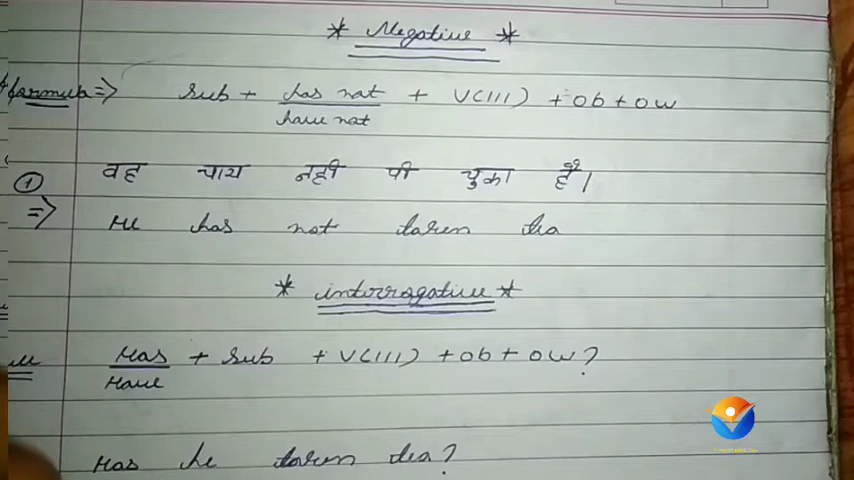 * Negative *
formula => sub + has not + V(III) + ob + ow
have not
① वह चाय नही पी चुका है।
=> He has not taken tea
* interrogative *
Has + sub + V(III) + ob + ow?
Have
Has he taken tea?